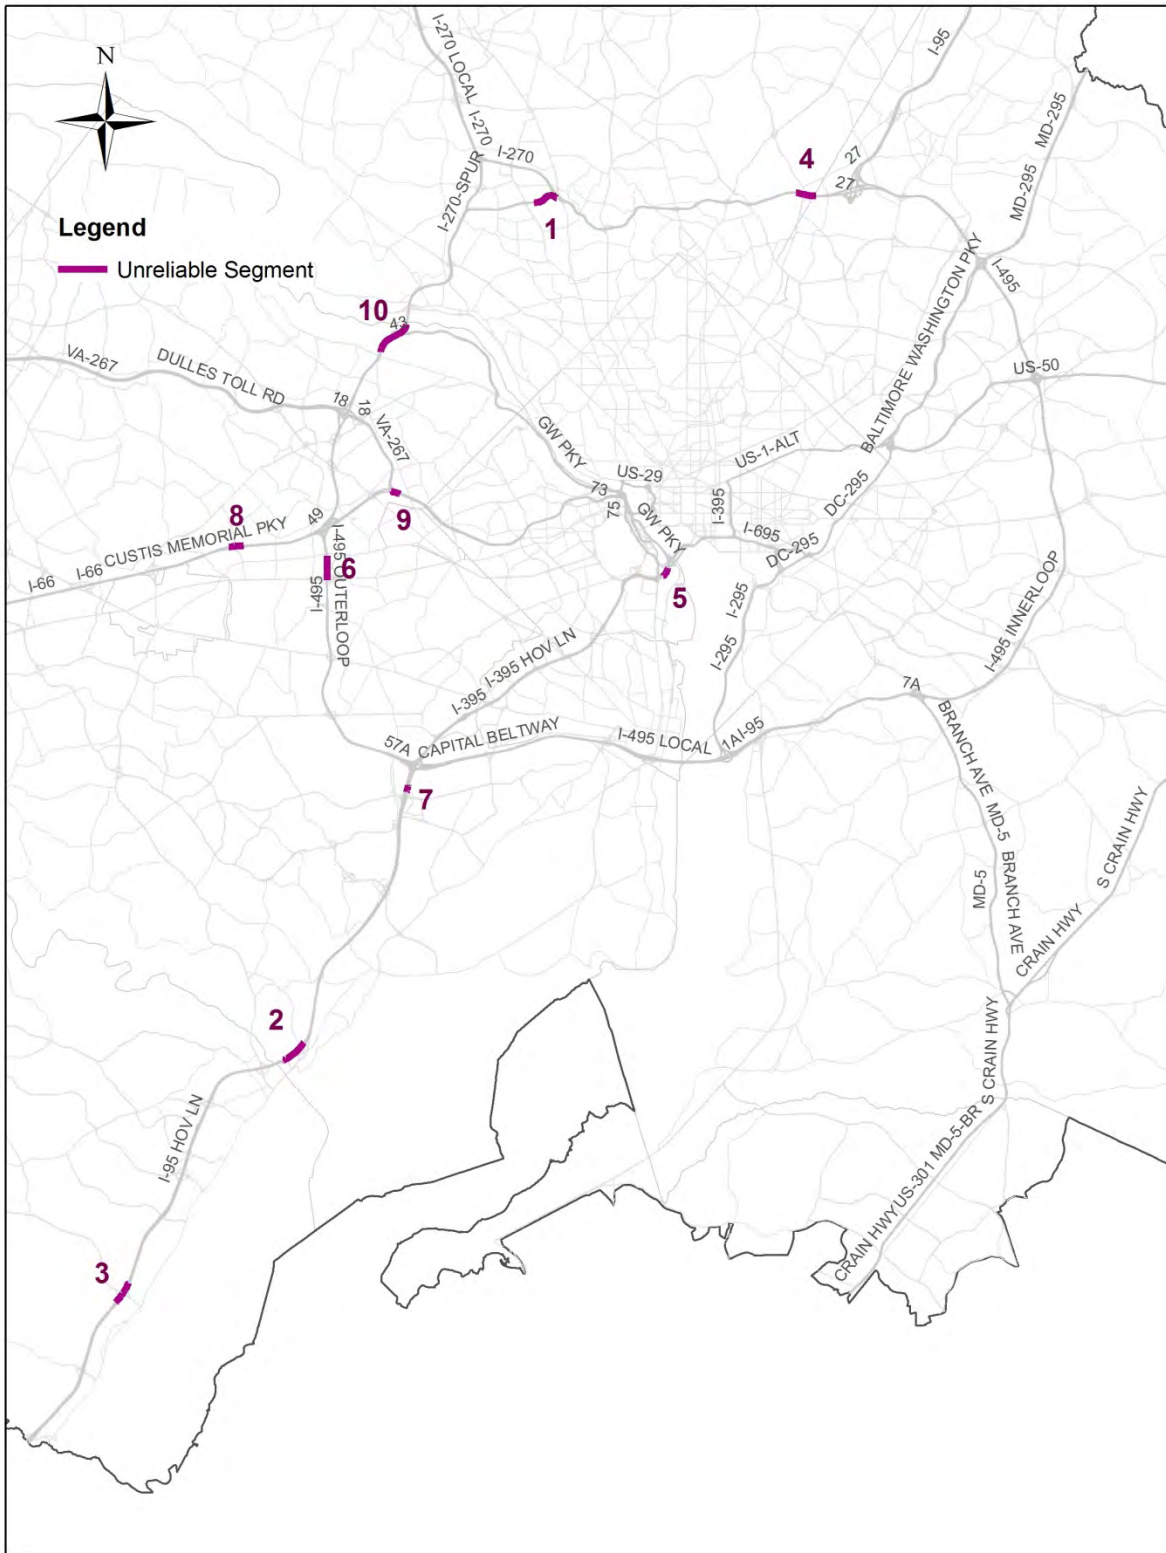 N
I-270 LOCAL
I-270
I-270
I-270-SPUR
I-95
MD-295
MD-295
4
27
27
1
Legend
Unreliable Segment
10
43
BALTIMORE WASHINGTON PKY
I-495
VA-267
DULLES TOLL RD
18
18
VA-267
US-50
GW PKY
US-1-ALT
US-29
73
75
GW PKY
I-395
I-695
DC-295
DC-295
8
9
CUSTIS MEMORIAL PKY
49
I-66
I-66
I-495 OUTERLOOP
6
I-495
5
I-295
I-295
I-495 INNERLOOP
I-395 HOV LN
I-395
7A
57A
CAPITAL BELTWAY
I-495 LOCAL
1AI-95
7
BRANCH AVE
MD-5
BRANCH AVE
MD-5
S CRAIN HWY
CRAIN HWY
2
S CRAIN HWY
I-95 HOV LN
MD-5-BR
US-301
CRAIN HWY
3